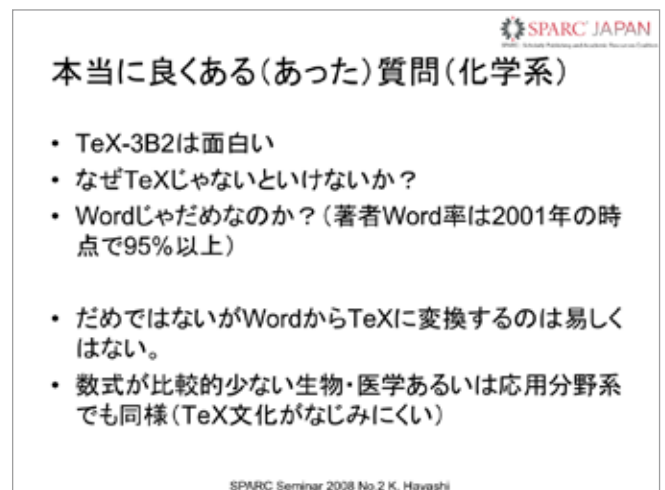 SPARC JAPAN
本当に良くある(あった)質問(化学系)
• TeX-3B2は面白い
• なぜTeXじゃないといけないか？
• Wordじゃだめなのか？(著者Word率は2001年の時
点で95%以上)
• だめではないがWordからTeXに変換するのは易しく
はない。
• 数式が比較的少ない生物・医学あるいは応用分野系
でも同様(TeX文化がなじみにくい)
SPARC Seminar 2008 No.2 K. Hayashi